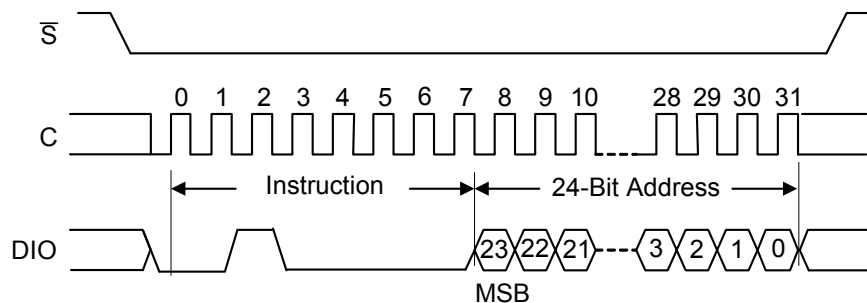 S
0 1 2 3 4 5 6 7 8 9 10 28 29 30 31
C
Instruction 24-Bit Address
DIO 23 22 21 3 2 1 0
MSB